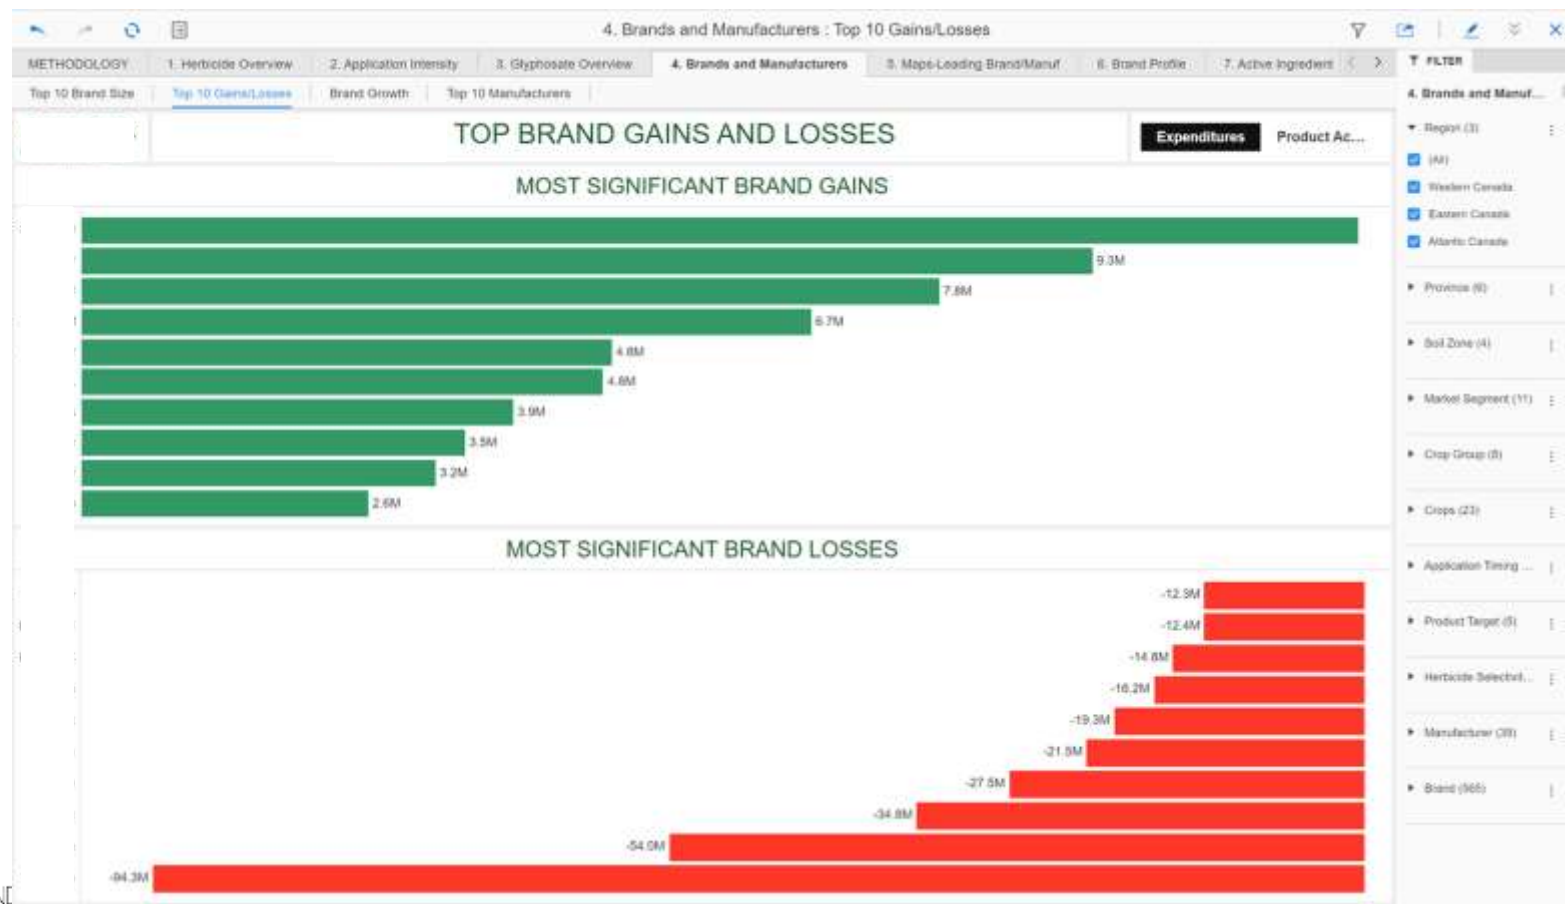 4. Brands and Manufacturers : Top 10 Gains/Losses
METHODOLOGY 1. Herbicide Overview 2. Application Intensity 3. Glyphosate Overview 4. Brands and Manufacturers 5. Maps-Leading Brand/Manuf 6. Brand Profile 7. Active Ingredient
Top 10 Brand Size Top 10 Gains/Losses Brand Growth Top 10 Manufacturers
TOP BRAND GAINS AND LOSSES
Expenditures Product Ac...
MOST SIGNIFICANT BRAND GAINS
9.3M
7.8M
6.7M
4.8M
4.8M
3.9M
3.5M
3.2M
2.6M
MOST SIGNIFICANT BRAND LOSSES
-12.3M
-12.4M
-14.8M
-16.2M
-19.3M
-21.5M
-27.5M
-34.8M
-54.0M
-94.3M
FILTER
4. Brands and Manuf...
Region (3)
(All)
Western Canada
Eastern Canada
Atlantic Canada
Province (6)
Soil Zone (4)
Market Segment (11)
Crop Group (8)
Crops (23)
Application Timing ...
Product Target (5)
Herbicide Selectivit...
Manufacturer (39)
Brand (565)